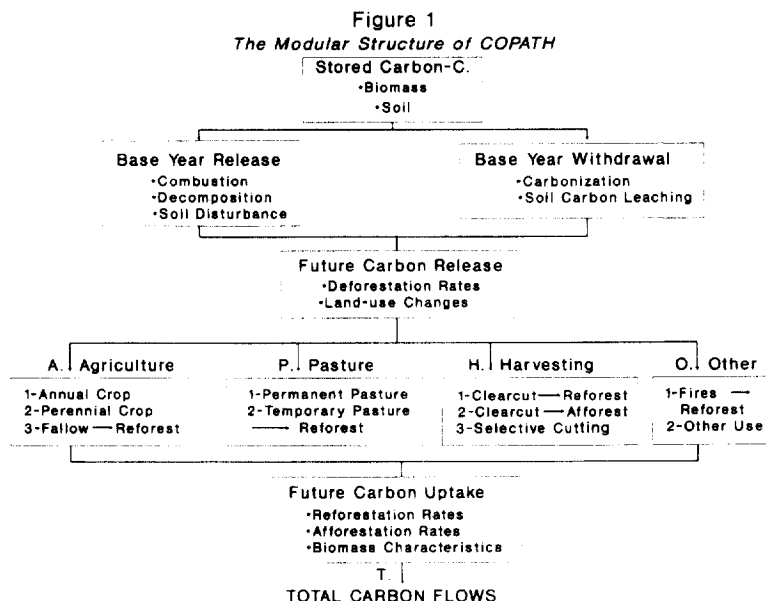 Figure 1
The Modular Structure of COPATH
Stored Carbon-C.
•Biomass
•Soil
Base Year Release
•Combustion
•Decomposition
•Soil Disturbance
Base Year Withdrawal
•Carbonization
•Soil Carbon Leaching
Future Carbon Release
•Deforestation Rates
•Land-use Changes
A. Agriculture
1-Annual Crop
2-Perennial Crop
3-Fallow → Reforest
P. Pasture
1-Permanent Pasture
2-Temporary Pasture
→ Reforest
H. Harvesting
1-Clearcut → Reforest
2-Clearcut → Afforest
3-Selective Cutting
O. Other
1-Fires →
Reforest
2-Other Use
Future Carbon Uptake
•Reforestation Rates
•Afforestation Rates
•Biomass Characteristics
T.
TOTAL CARBON FLOWS